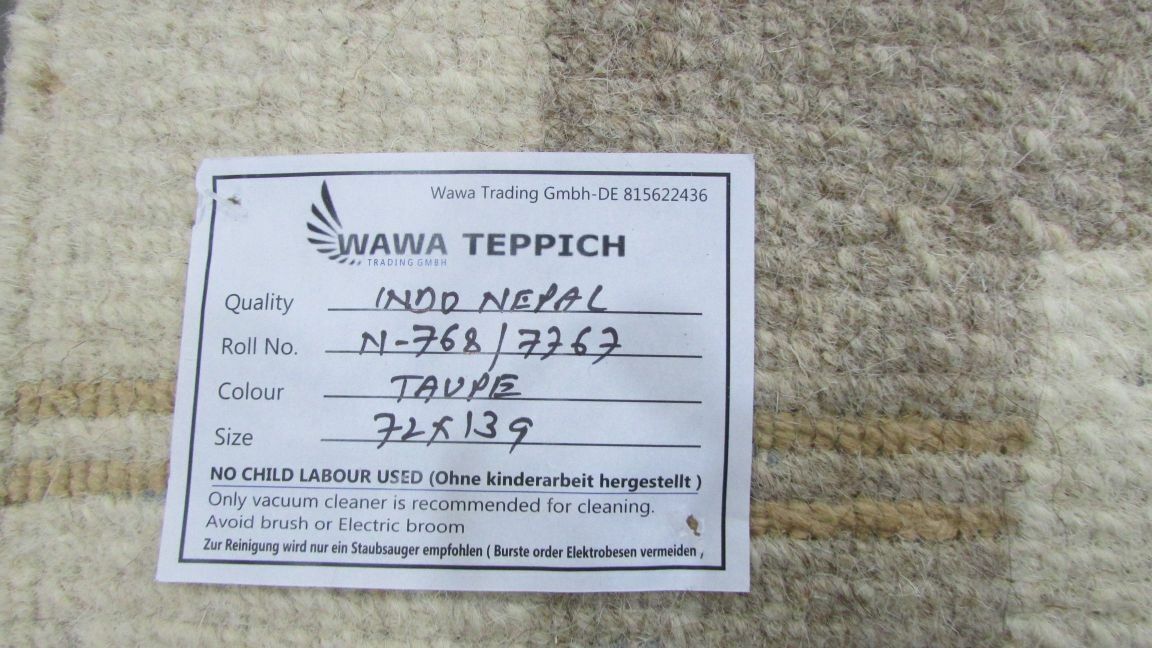 Wawa Trading Gmbh-DE 815622436
WAWA TEPPICH
TRADING GMBH
Quality INDO NEPAL
Roll No. N-768/7767
Colour TAUPE
Size 72x139
NO CHILD LABOUR USED (Ohne kinderarbeit hergestellt )
Only vacuum cleaner is recommended for cleaning.
Avoid brush or Electric broom
Zur Reinigung wird nur ein Staubsauger empfohlen ( Burste order Elektrobesen vermeiden ,